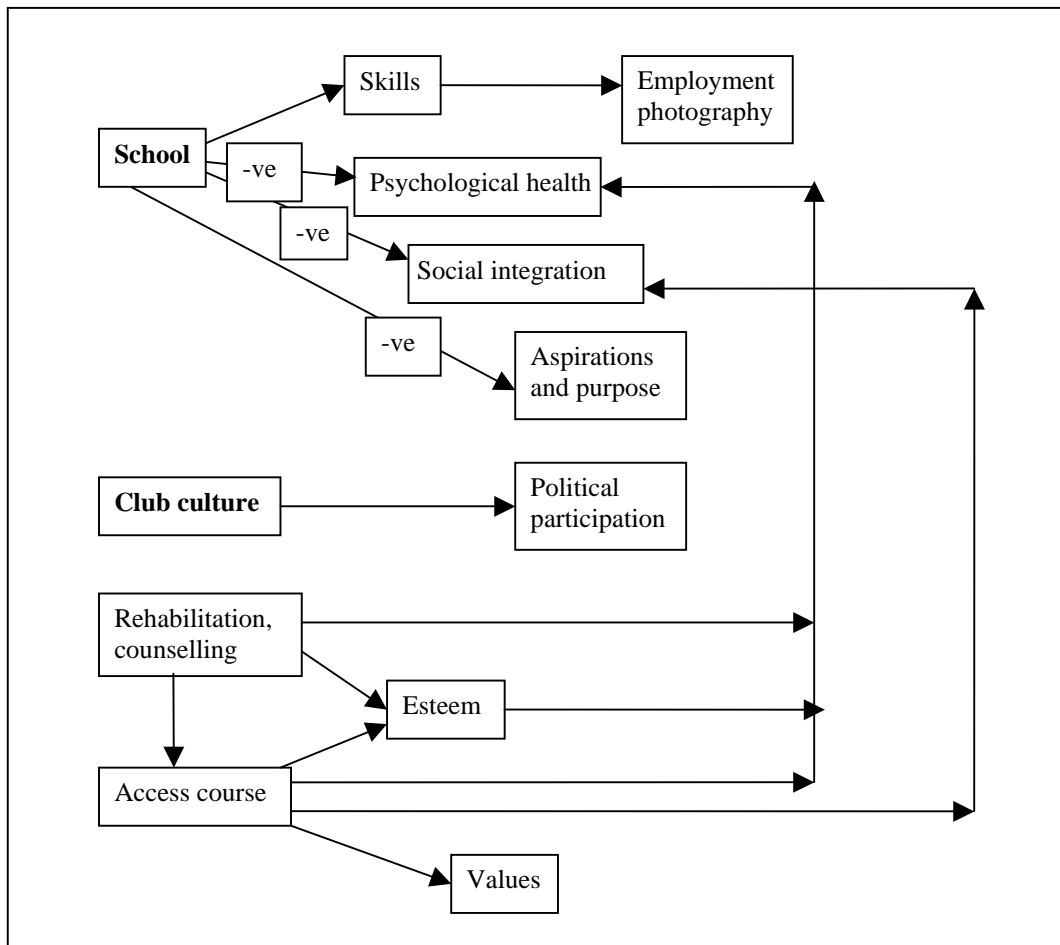 Skills
Employment
photography
School
-ve
Psychological health
-ve
Social integration
-ve
Aspirations
and purpose
Club culture
Political
participation
Rehabilitation,
counselling
Esteem
Access course
Values